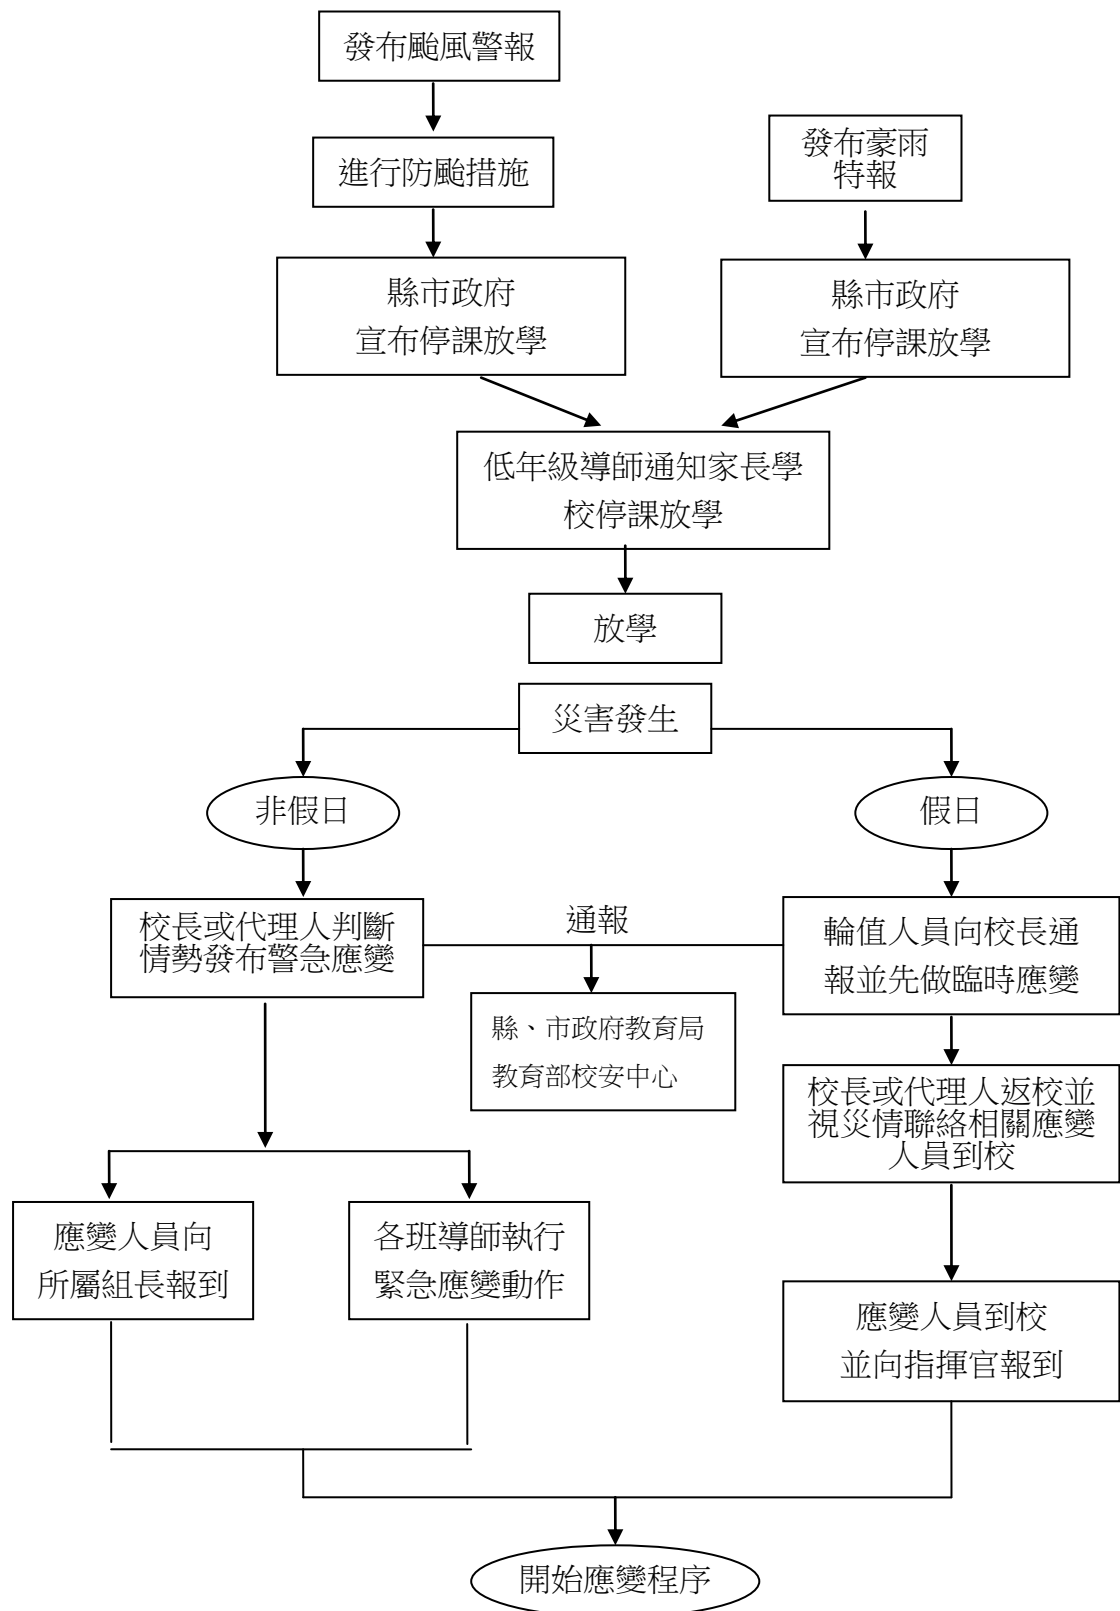 發布颱風警報
進行防颱措施
發布豪雨
特報
縣市政府
宣布停課放學
縣市政府
宣布停課放學
低年級導師通知家長學
校停課放學
放學
災害發生
非假日
假日
校長或代理人判斷
情勢發布警急應變
通報
輪值人員向校長通
報並先做臨時應變
縣、市政府教育局
教育部校安中心
校長或代理人返校並
視災情聯絡相關應變
人員到校
應變人員向
所屬組長報到
各班導師執行
緊急應變動作
應變人員到校
並向指揮官報到
開始應變程序